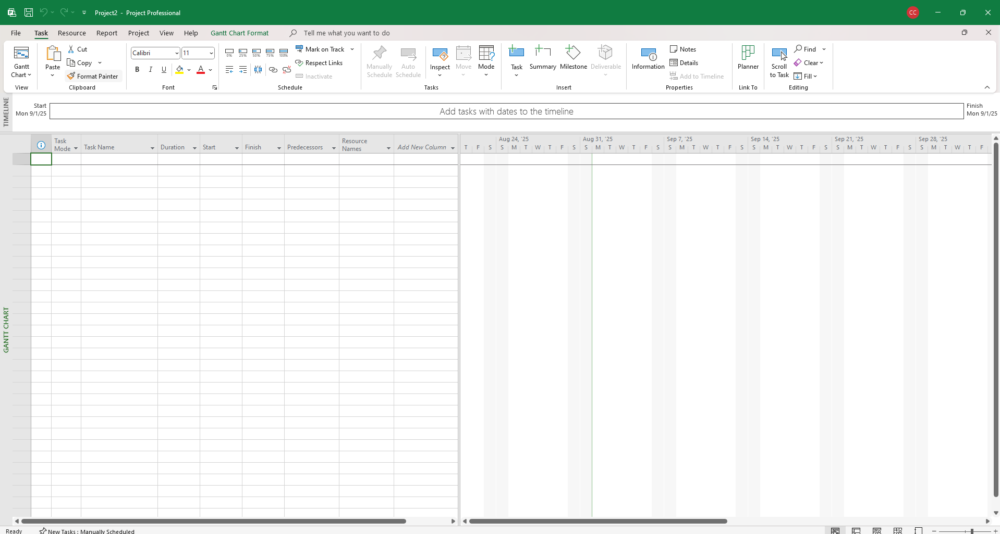 Project2 - Project Professional
CC
File Task Resource Report Project View Help Gantt Chart Format Tell me what you want to do
Gantt Chart
View
Paste
Cut
Copy
Format Painter
Clipboard
Calibri 11
B I U A
Font
0% 25% 50% 75% 100%
Mark on Track
Respect Links
Inactivate
Schedule
Manually Schedule
Auto Schedule
Inspect
Move
Mode
Tasks
Task
Summary
Milestone
Deliverable
Insert
Information
Notes
Details
Add to Timeline
Properties
Planner
Link To
Scroll to Task
Find
Clear
Fill
Editing
TIMELINE
Start
Mon 9/1/25
Add tasks with dates to the timeline
Finish
Mon 9/1/25
GANTT CHART
Task Mode
Task Name
Duration
Start
Finish
Predecessors
Resource Names
Add New Column
Aug 24, '25 Aug 31, '25 Sep 7, '25 Sep 14, '25 Sep 21, '25 Sep 28, '25
T F S S M T W T F S S M T W T F S S M T W T F S S M T W T F S S M T W T F S S M T W T F
Ready New Tasks : Manually Scheduled